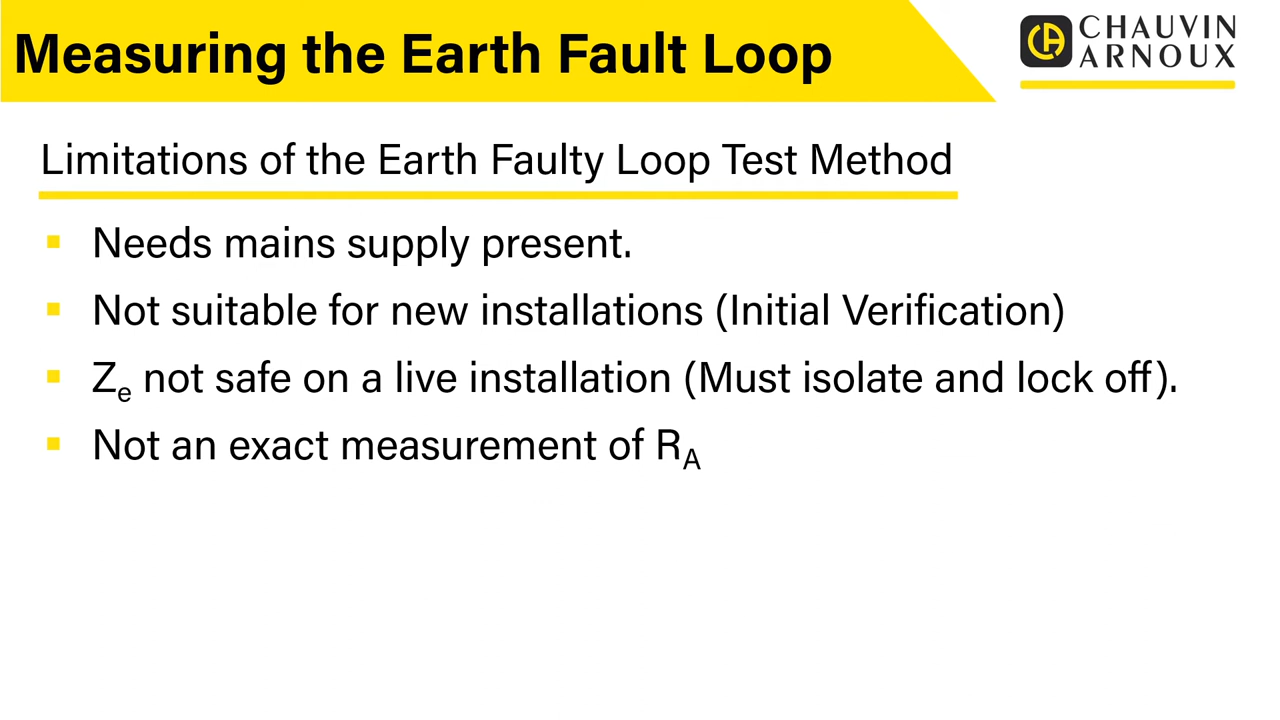 Measuring the Earth Fault Loop
CHAUVIN
ARNOUX
Limitations of the Earth Faulty Loop Test Method
▪ Needs mains supply present.
▪ Not suitable for new installations (Initial Verification)
▪ Zₑ not safe on a live installation (Must isolate and lock off).
▪ Not an exact measurement of R_A